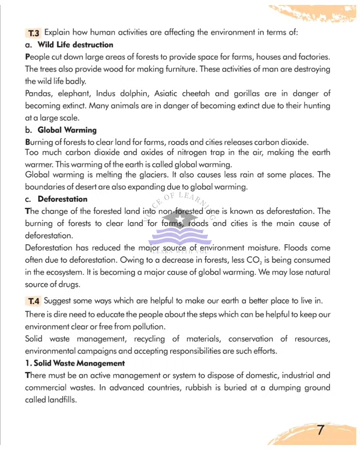 T.3 Explain how human activities are affecting the environment in terms of:
a. Wild Life destruction
People cut down large areas of forests to provide space for farms, houses and factories.
The trees also provide wood for making furniture. These activities of man are destroying
the wild life badly.
Pandas, elephant, Indus dolphin, Asiatic cheetah and gorillas are in danger of
becoming extinct. Many animals are in danger of becoming extinct due to their hunting
at a large scale.
b. Global Warming
Burning of forests to clear land for farms, roads and cities releases carbon dioxide.
Too much carbon dioxide and oxides of nitrogen trap in the air, making the earth
warmer. This warming of the earth is called global warming.
Global warming is melting the glaciers. It also causes less rain at some places. The
boundaries of desert are also expanding due to global warming.
c. Deforestation
The change of the forested land into non-forested one is known as deforestation. The
burning of forests to clear land for farms, roads and cities is the main cause of
deforestation.
Deforestation has reduced the major source of environment moisture. Floods come
often due to deforestation. Owing to a decrease in forests, less CO₂ is being consumed
in the ecosystem. It is becoming a major cause of global warming. We may lose natural
source of drugs.
T.4 Suggest some ways which are helpful to make our earth a better place to live in.
There is dire need to educate the people about the steps which can be helpful to keep our
environment clear or free from pollution.
Solid waste management, recycling of materials, conservation of resources,
environmental campaigns and accepting responsibilities are such efforts.
1. Solid Waste Management
There must be an active management or system to dispose of domestic, industrial and
commercial wastes. In advanced countries, rubbish is buried at a dumping ground
called landfills.
7